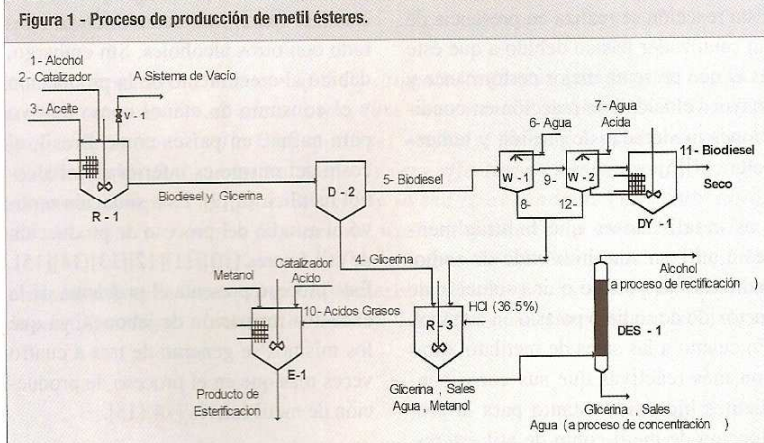 Figura 1 - Proceso de producción de metil ésteres.
1- Alcohol
2- Catalizador
A Sistema de Vacío
3- Aceite
V - 1
R - 1
Biodiesel y Glicerina
D - 2
5- Biodiesel
6- Agua
7- Agua
Acida
W - 1
9-
W - 2
8-
12-
11- Biodiesel
Seco
DY - 1
4- Glicerina
Metanol
Catalizador
Acido
10- Acidos Grasos
E-1
Producto de
Esterificacion
R - 3
HCl (36.5%)
Glicerina , Sales
Agua , Metanol
DES - 1
Alcohol
(a proceso de rectificación )
Glicerina , Sales
Agua ( a proceso de concentración )